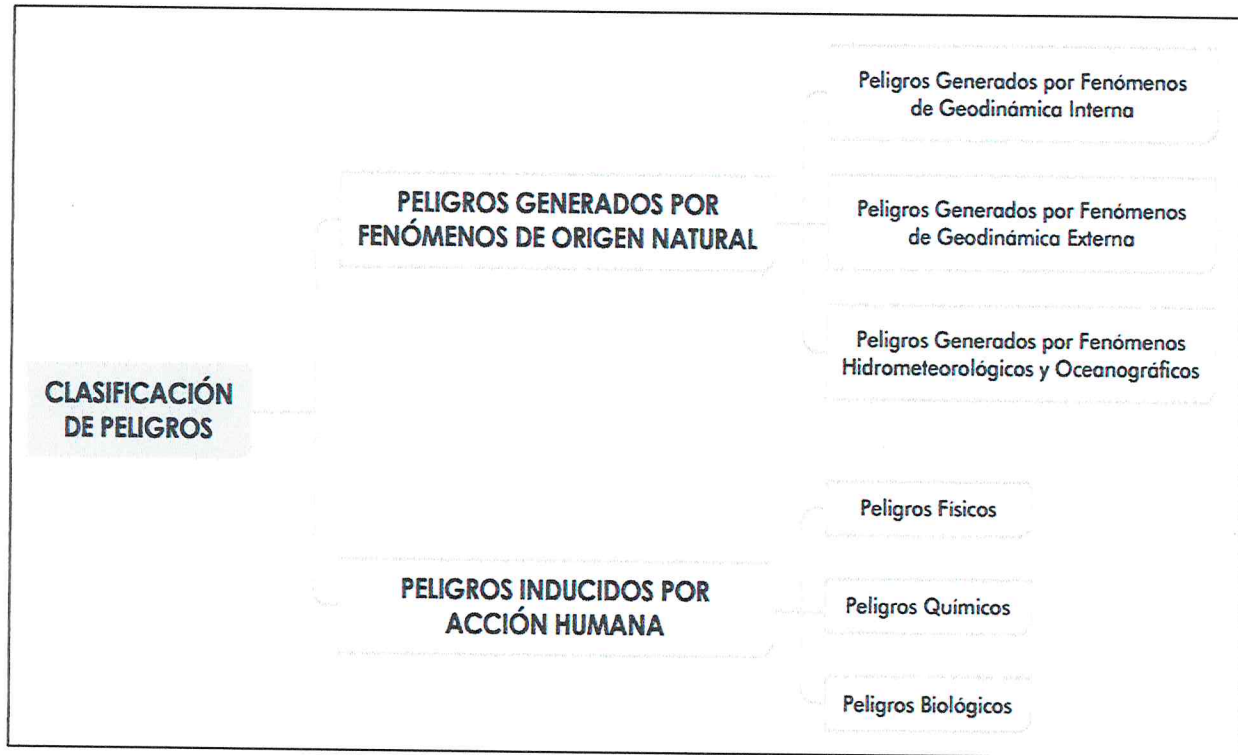 CLASIFICACIÓN
DE PELIGROS
PELIGROS GENERADOS POR
FENÓMENOS DE ORIGEN NATURAL
Peligros Generados por Fenómenos
de Geodinámica Interna
Peligros Generados por Fenómenos
de Geodinámica Externa
Peligros Generados por Fenómenos
Hidrometeorológicos y Oceanográficos
PELIGROS INDUCIDOS POR
ACCIÓN HUMANA
Peligros Físicos
Peligros Químicos
Peligros Biológicos